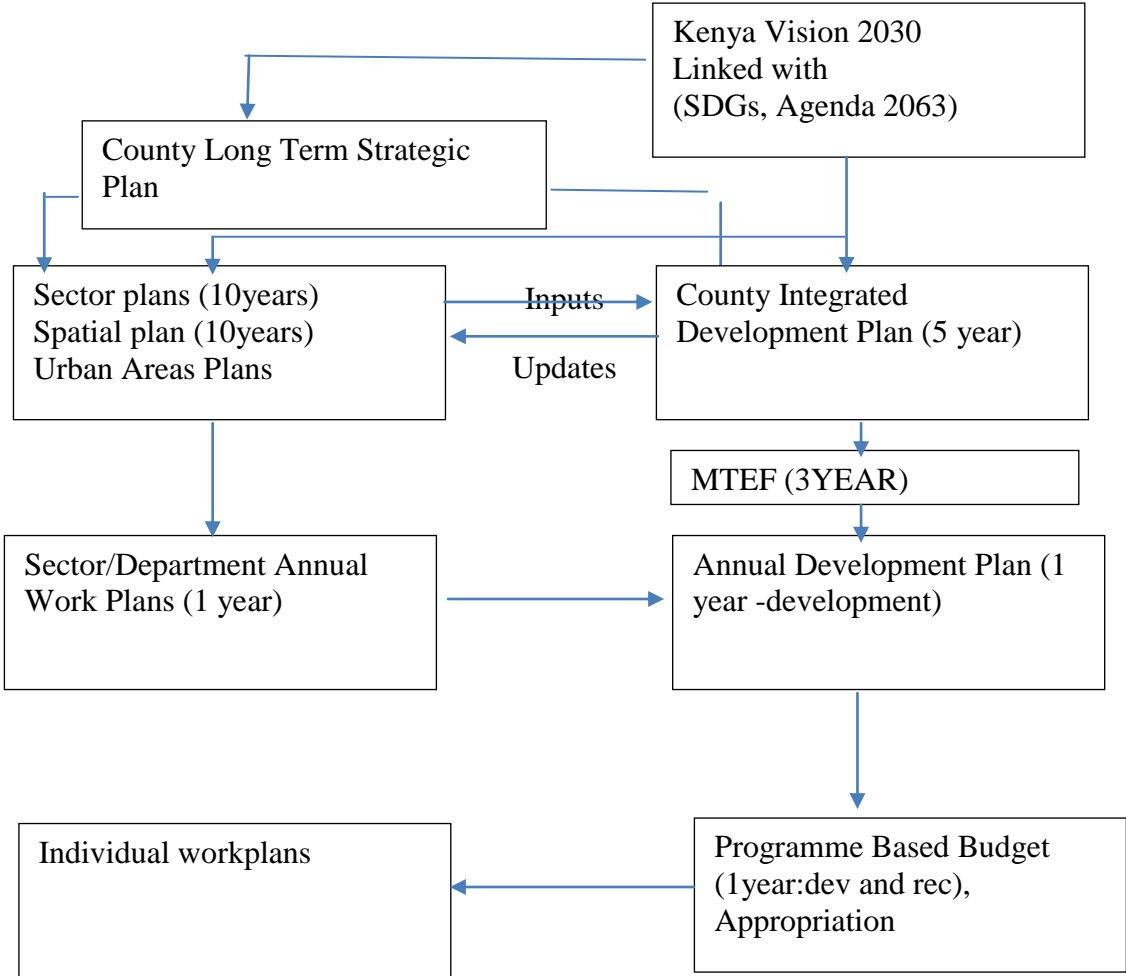 Kenya Vision 2030
Linked with
(SDGs, Agenda 2063)
County Long Term Strategic
Plan
Sector plans (10years)
Spatial plan (10years)
Urban Areas Plans
Inputs
Updates
County Integrated
Development Plan (5 year)
MTEF (3YEAR)
Sector/Department Annual
Work Plans (1 year)
Annual Development Plan (1
year -development)
Individual workplans
Programme Based Budget
(1year:dev and rec),
Appropriation